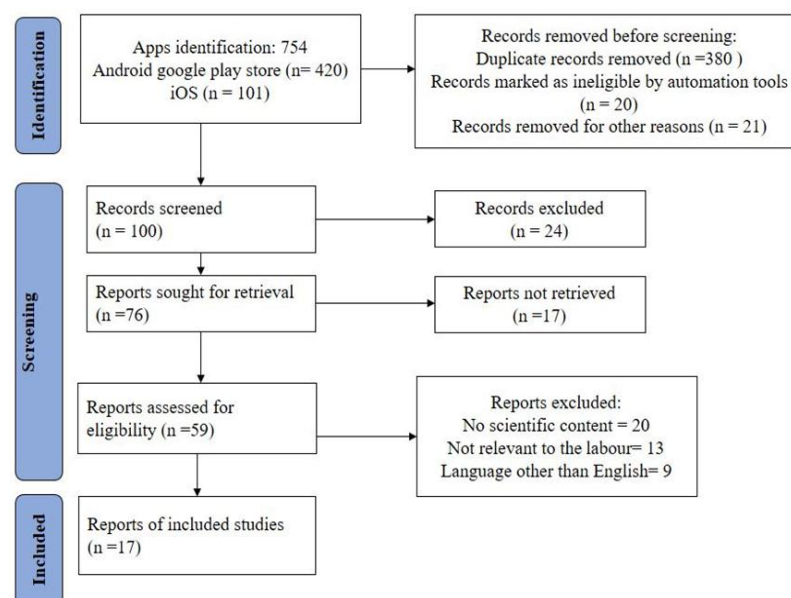 Identification
Apps identification: 754
Android google play store (n= 420)
iOS (n = 101)
Records removed before screening:
Duplicate records removed (n =380 )
Records marked as ineligible by automation tools
(n = 20)
Records removed for other reasons (n = 21)
Screening
Records screened
(n = 100)
Records excluded
(n = 24)
Reports sought for retrieval
(n =76)
Reports not retrieved
(n =17)
Reports assessed for
eligibility (n =59)
Reports excluded:
No scientific content = 20
Not relevant to the labour= 13
Language other than English= 9
Included
Reports of included studies
(n =17)